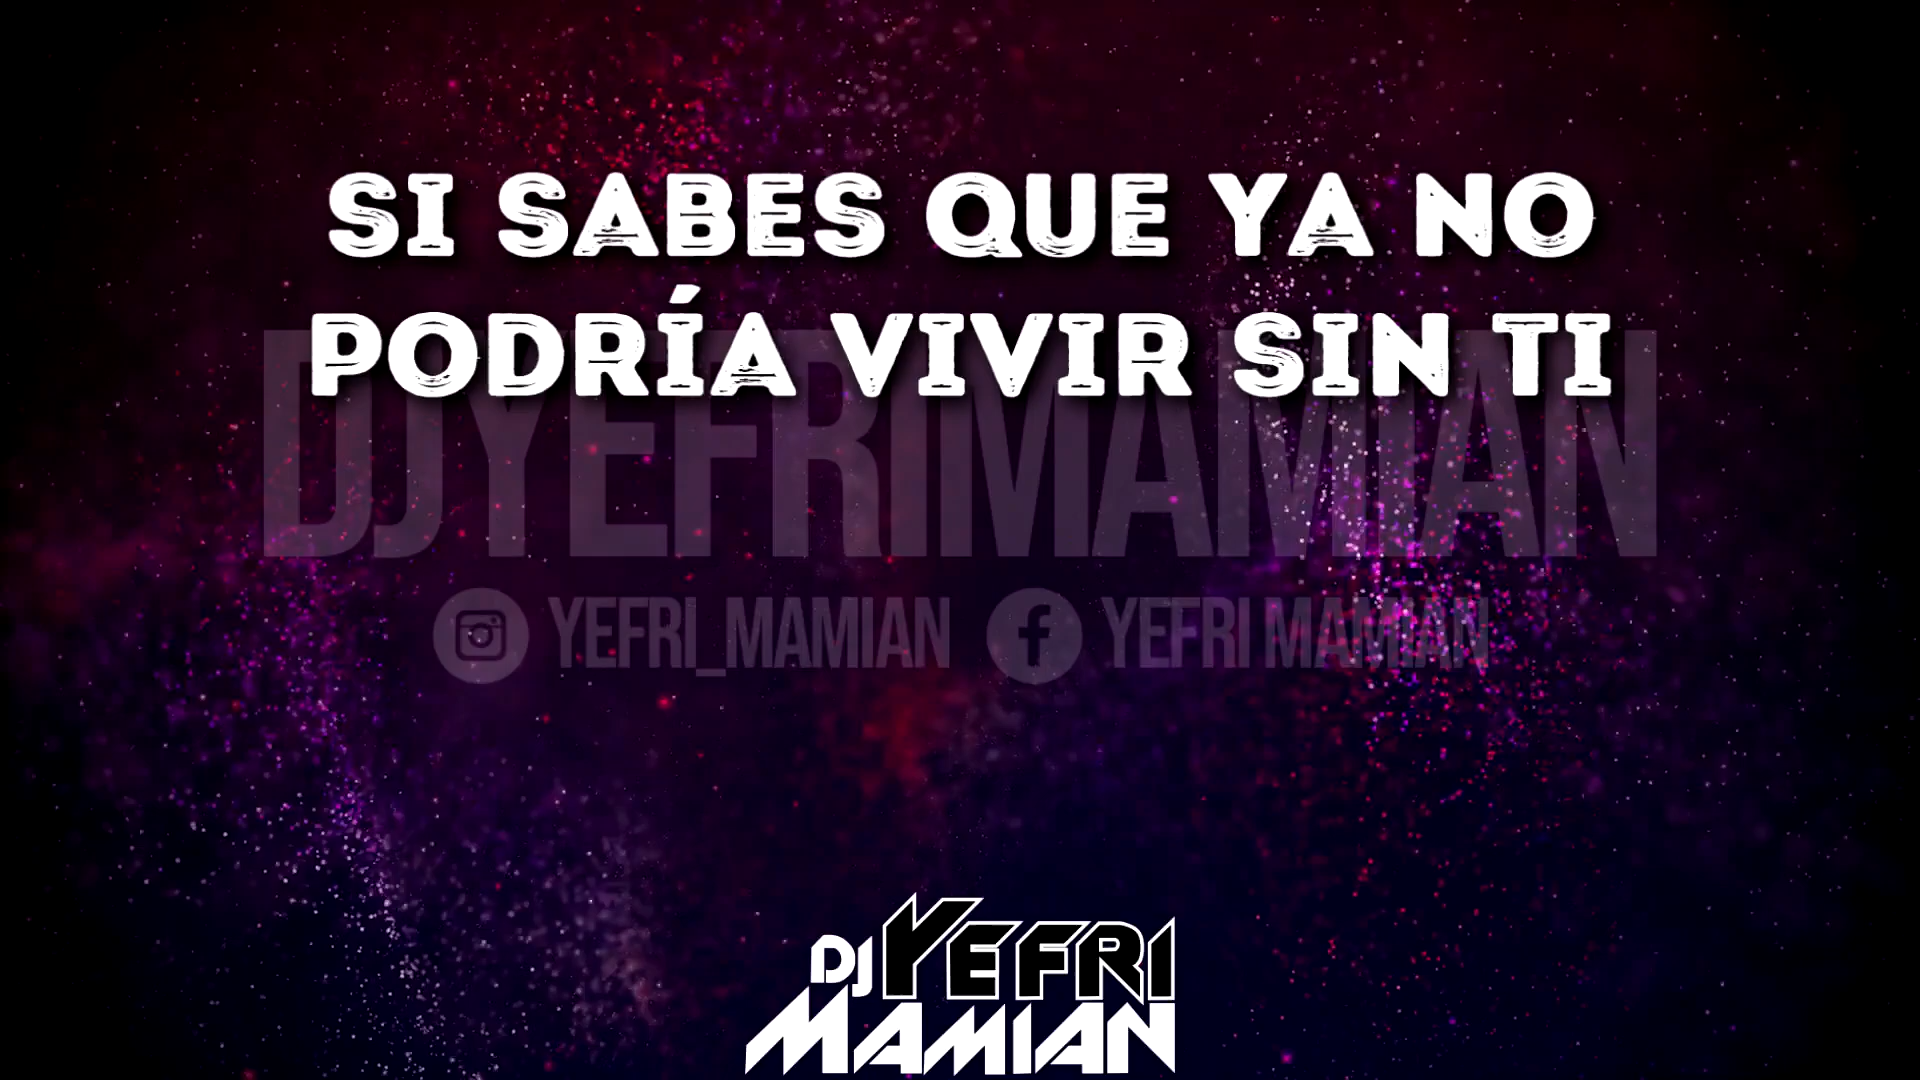 SI SABES QUE YA NO
PODRÍA VIVIR SIN TI
DJYEFRIMAMIAN
YEFRI_MAMIAN YEFRI MAMIAN
DJ YEFRI
MAMIAN